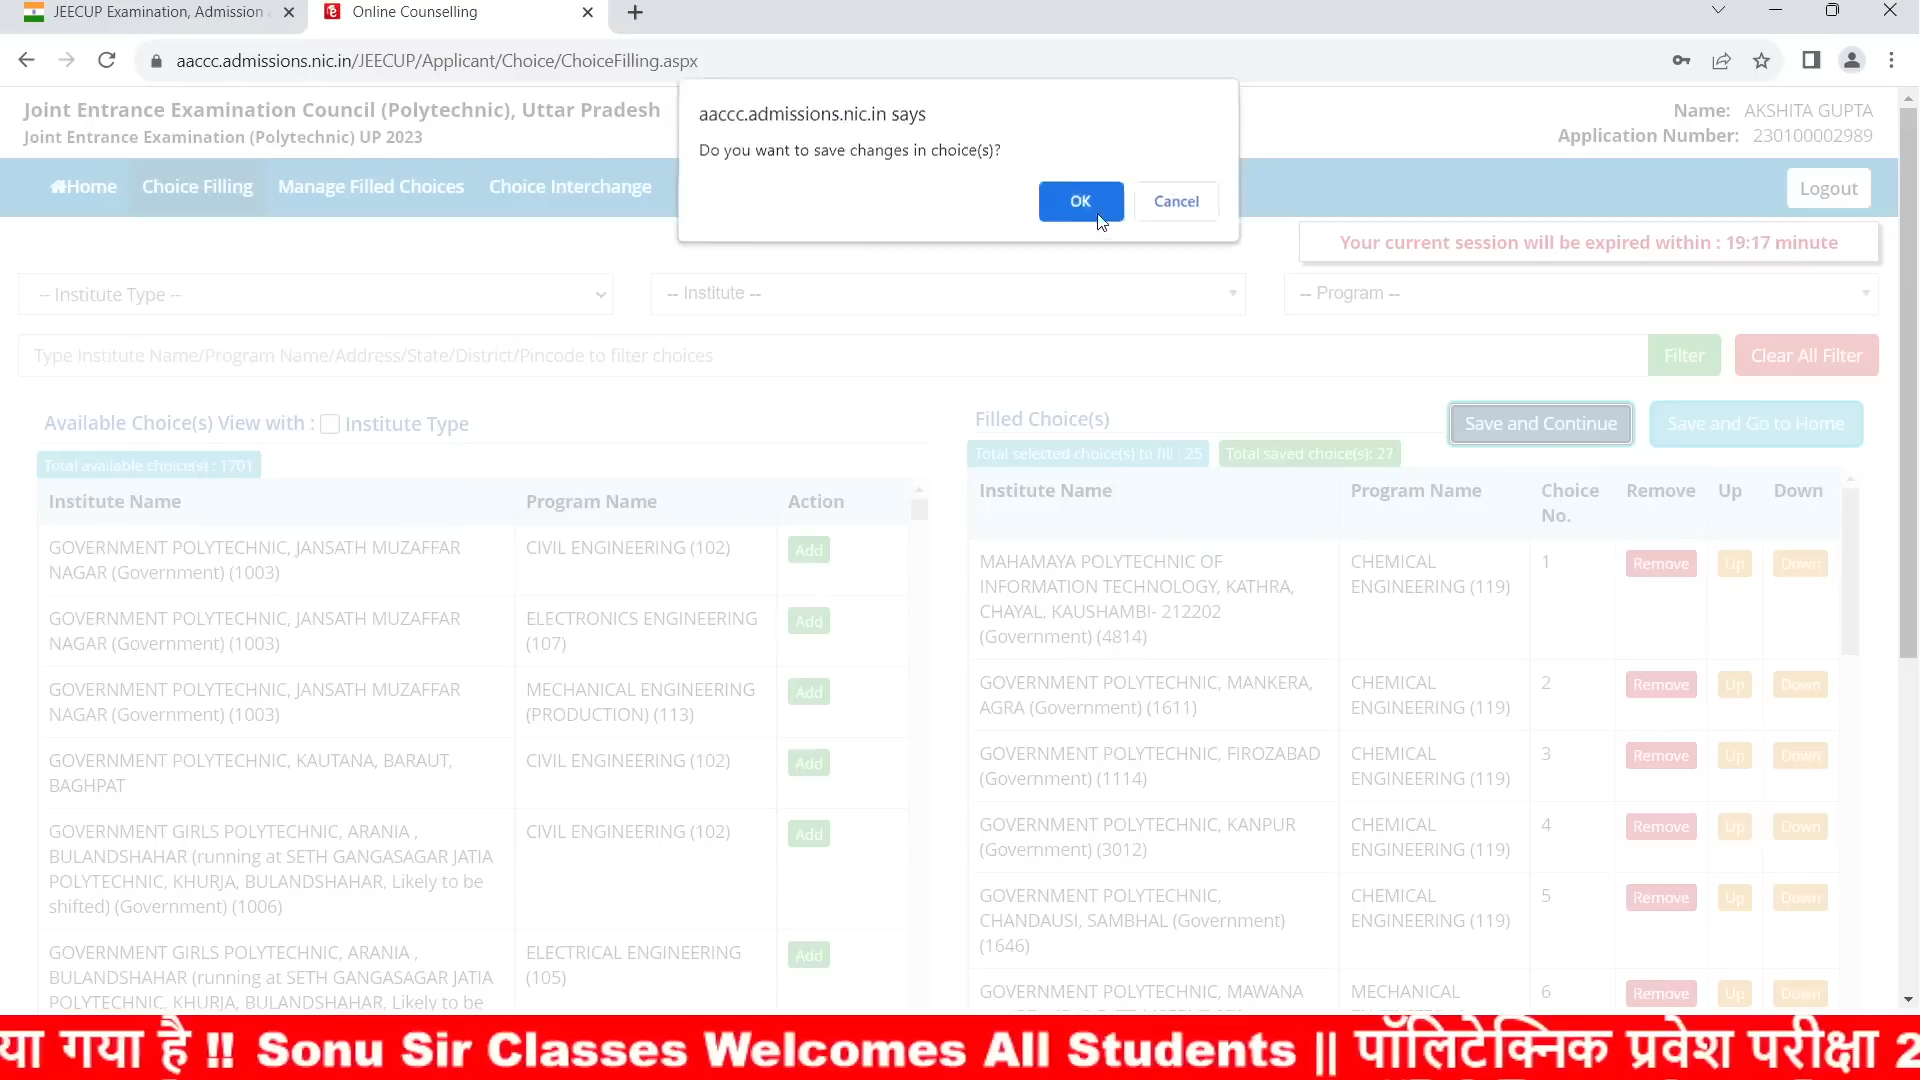 JEECUP Examination, Admission
Online Counselling
aaccc.admissions.nic.in/JEECUP/Applicant/Choice/ChoiceFilling.aspx
Joint Entrance Examination Council (Polytechnic), Uttar Pradesh
Joint Entrance Examination (Polytechnic) UP 2023
Name: AKSHITA GUPTA
Application Number: 230100002989
aaccc.admissions.nic.in says
Do you want to save changes in choice(s)?
OK Cancel
Home Choice Filling Manage Filled Choices Choice Interchange Logout
Your current session will be expired within : 19:17 minute
-- Institute Type -- -- Institute -- -- Program --
Type Institute Name/Program Name/Address/State/District/Pincode to filter choices Filter Clear All Filter
Available Choice(s) View with : Institute Type
Total available choice(s) : 1701
Institute Name Program Name Action
GOVERNMENT POLYTECHNIC, JANSATH MUZAFFAR CIVIL ENGINEERING (102) Add
NAGAR (Government) (1003)
GOVERNMENT POLYTECHNIC, JANSATH MUZAFFAR ELECTRONICS ENGINEERING Add
NAGAR (Government) (1003) (107)
GOVERNMENT POLYTECHNIC, JANSATH MUZAFFAR MECHANICAL ENGINEERING Add
NAGAR (Government) (1003) (PRODUCTION) (113)
GOVERNMENT POLYTECHNIC, KAUTANA, BARAUT, CIVIL ENGINEERING (102) Add
BAGHPAT
GOVERNMENT GIRLS POLYTECHNIC, ARANIA , CIVIL ENGINEERING (102) Add
BULANDSHAHAR (running at SETH GANGASAGAR JATIA
POLYTECHNIC, KHURJA, BULANDSHAHAR, Likely to be
shifted) (Government) (1006)
GOVERNMENT GIRLS POLYTECHNIC, ARANIA , ELECTRICAL ENGINEERING Add
BULANDSHAHAR (running at SETH GANGASAGAR JATIA (105)
POLYTECHNIC, KHURJA, BULANDSHAHAR, Likely to be
Filled Choice(s) Save and Continue Save and Go to Home
Total selected choice(s) to fill : 25 Total saved choice(s): 27
Institute Name Program Name Choice Remove Up Down
No.
MAHAMAYA POLYTECHNIC OF CHEMICAL 1 Remove Up Down
INFORMATION TECHNOLOGY, KATHRA, ENGINEERING (119)
CHAYAL, KAUSHAMBI- 212202
(Government) (4814)
GOVERNMENT POLYTECHNIC, MANKERA, CHEMICAL 2 Remove Up Down
AGRA (Government) (1611) ENGINEERING (119)
GOVERNMENT POLYTECHNIC, FIROZABAD CHEMICAL 3 Remove Up Down
(Government) (1114) ENGINEERING (119)
GOVERNMENT POLYTECHNIC, KANPUR CHEMICAL 4 Remove Up Down
(Government) (3012) ENGINEERING (119)
GOVERNMENT POLYTECHNIC, CHEMICAL 5 Remove Up Down
CHANDAUSI, SAMBHAL (Government) ENGINEERING (119)
(1646)
GOVERNMENT POLYTECHNIC, MAWANA MECHANICAL 6 Remove Up Down
या गया है !! Sonu Sir Classes Welcomes All Students || पॉलिटेक्निक प्रवेश परीक्षा 2